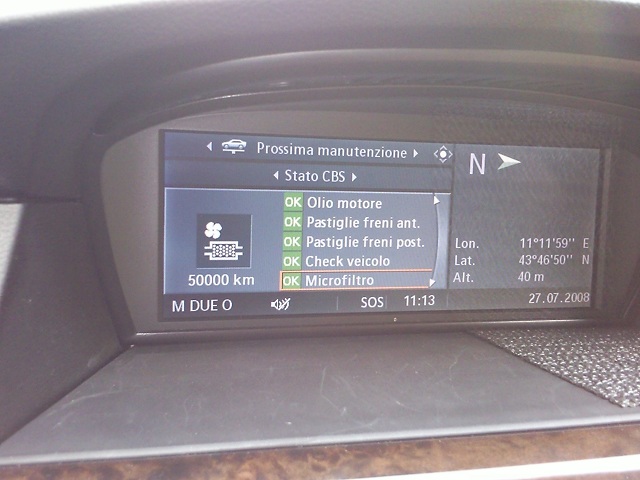 Prossima manutenzione
Stato CBS
OK Olio motore
OK Pastiglie freni ant.
OK Pastiglie freni post.
OK Check veicolo
OK Microfiltro
50000 km
N
Lon. 11°11'59'' E
Lat. 43°46'50'' N
Alt. 40 m
M DUE O SOS 11:13 27.07.2008